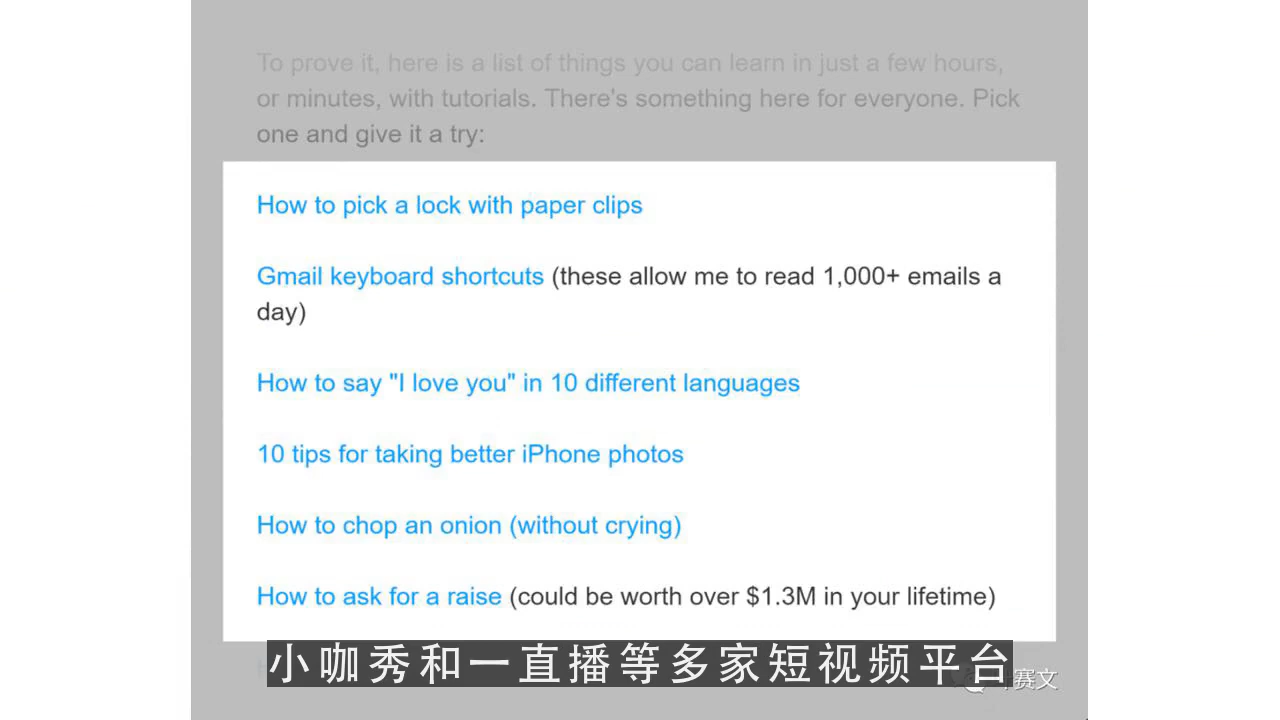 To prove it, here is a list of things you can learn in just a few hours,
or minutes, with tutorials. There's something here for everyone. Pick
one and give it a try:
How to pick a lock with paper clips
Gmail keyboard shortcuts (these allow me to read 1,000+ emails a
day)
How to say "I love you" in 10 different languages
10 tips for taking better iPhone photos
How to chop an onion (without crying)
How to ask for a raise (could be worth over $1.3M in your lifetime)
小咖秀和一直播等多家短视频平台
赛文